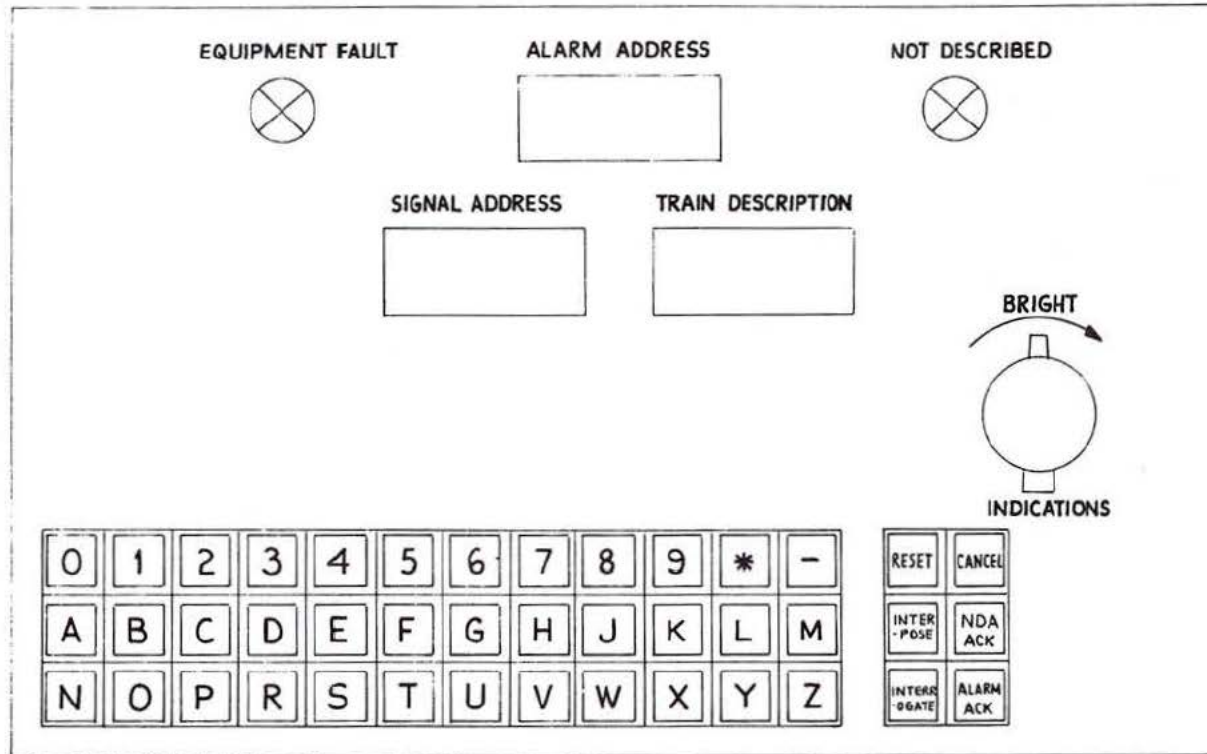 EQUIPMENT FAULT
ALARM ADDRESS
NOT DESCRIBED
SIGNAL ADDRESS
TRAIN DESCRIPTION
BRIGHT
INDICATIONS
0 1 2 3 4 5 6 7 8 9 * -
A B C D E F G H J K L M
N O P R S T U V W X Y Z
RESET
CANCEL
INTER
-POSE
NDA
ACK
INTERR
-OGATE
ALARM
ACK